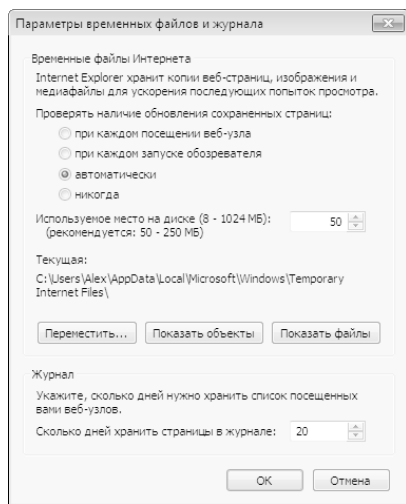 Параметры временных файлов и журнала
Временные файлы Интернета
Internet Explorer хранит копии веб-страниц, изображения и
медиафайлы для ускорения последующих попыток просмотра.
Проверять наличие обновления сохраненных страниц:
при каждом посещении веб-узла
при каждом запуске обозревателя
автоматически
никогда
Используемое место на диске (8 - 1024 МБ): 50
(рекомендуется: 50 - 250 МБ)
Текущая:
C:\Users\Alex\AppData\Local\Microsoft\Windows\Temporary
Internet Files\
Переместить... Показать объекты Показать файлы
Журнал
Укажите, сколько дней нужно хранить список посещенных
вами веб-узлов.
Сколько дней хранить страницы в журнале: 20
ОК Отмена